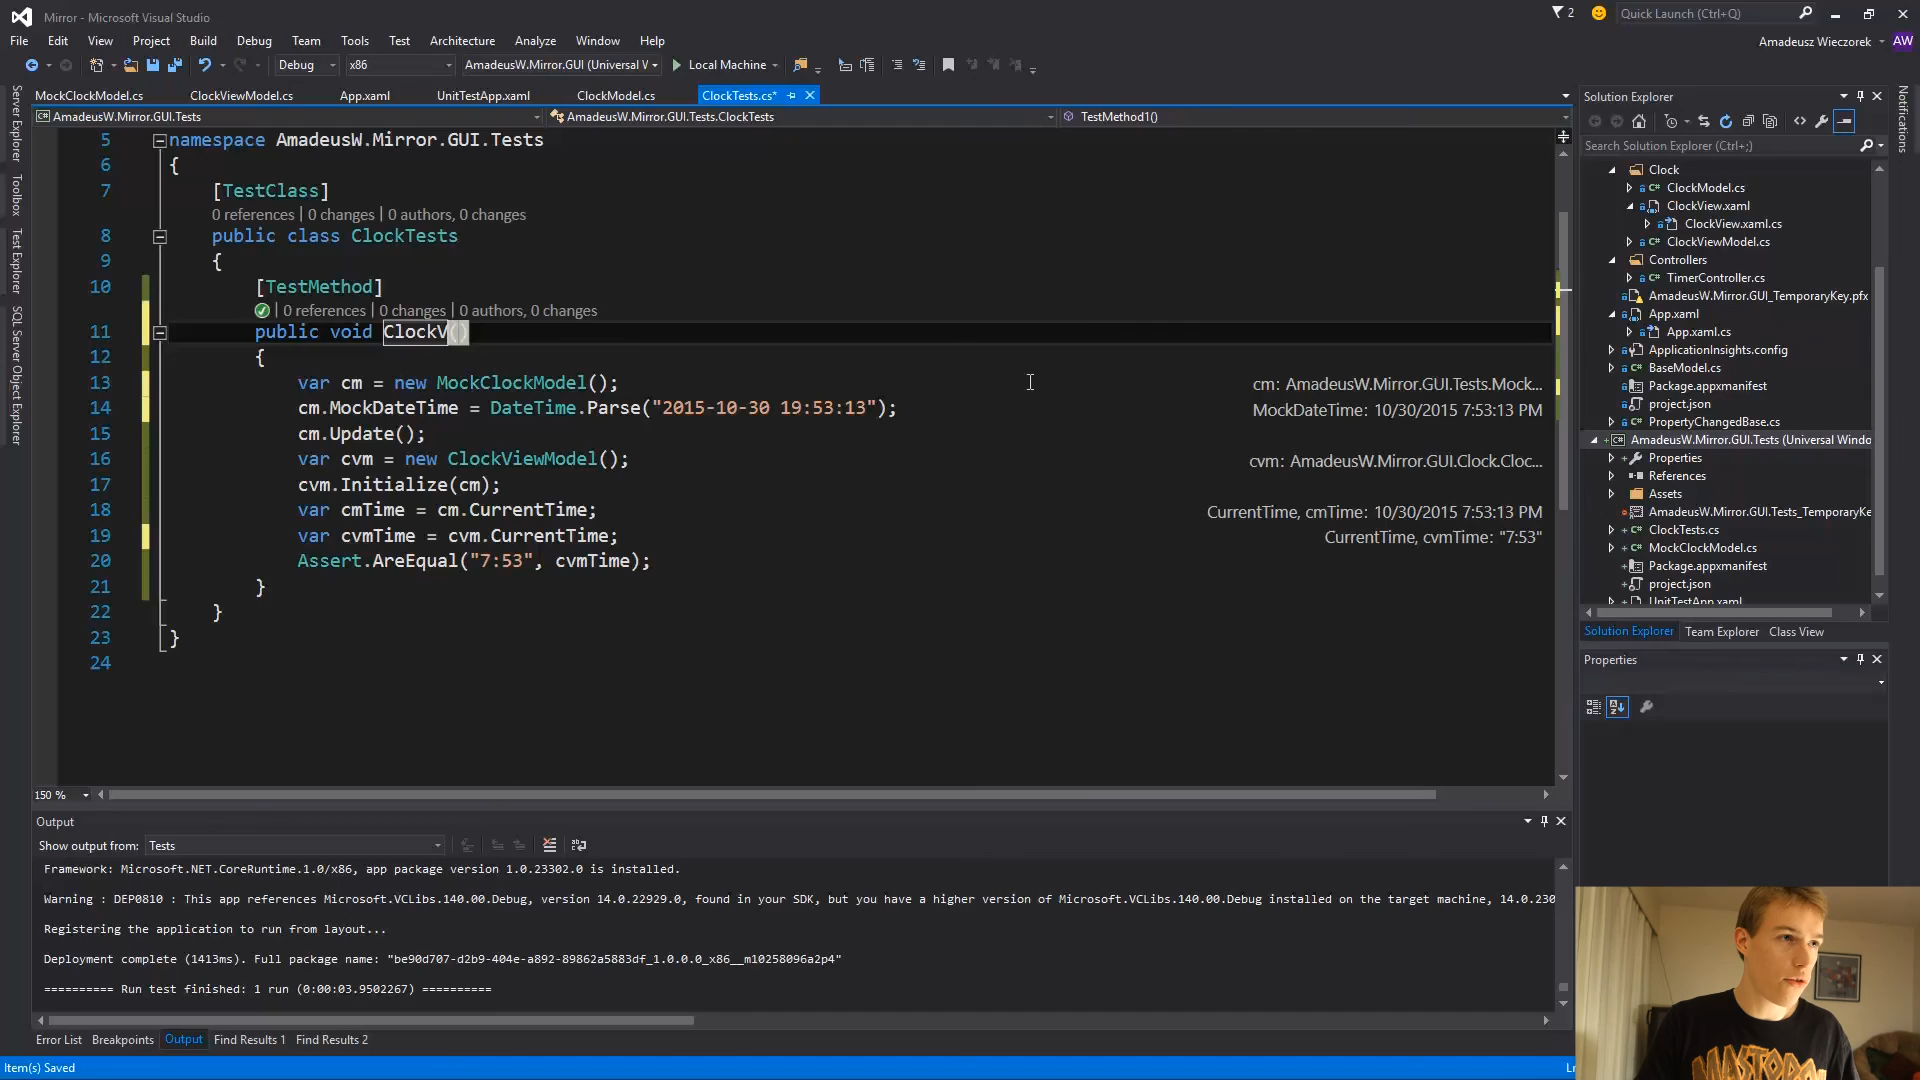 Mirror - Microsoft Visual Studio
2
Quick Launch (Ctrl+Q)
File Edit View Project Build Debug Team Tools Test Architecture Analyze Window Help
Amadeusz Wieczorek AW
Debug x86 AmadeusW.Mirror.GUI (Universal V Local Machine
Server Explorer
Toolbox
Test Explorer
SQL Server Object Explorer
MockClockModel.cs ClockViewModel.cs App.xaml UnitTestApp.xaml ClockModel.cs ClockTests.cs*
AmadeusW.Mirror.GUI.Tests AmadeusW.Mirror.GUI.Tests.ClockTests TestMethod1()
5 namespace AmadeusW.Mirror.GUI.Tests
6 {
7 [TestClass]
0 references | 0 changes | 0 authors, 0 changes
8 public class ClockTests
9 {
10 [TestMethod]
| 0 references | 0 changes | 0 authors, 0 changes
11 public void ClockV()
12 {
13 var cm = new MockClockModel(); cm: AmadeusW.Mirror.GUI.Tests.Mock...
14 cm.MockDateTime = DateTime.Parse("2015-10-30 19:53:13"); MockDateTime: 10/30/2015 7:53:13 PM
15 cm.Update();
16 var cvm = new ClockViewModel(); cvm: AmadeusW.Mirror.GUI.Clock.Cloc...
17 cvm.Initialize(cm);
18 var cmTime = cm.CurrentTime; CurrentTime, cmTime: 10/30/2015 7:53:13 PM
19 var cvmTime = cvm.CurrentTime; CurrentTime, cvmTime: "7:53"
20 Assert.AreEqual("7:53", cvmTime);
21 }
22 }
23 }
24
150 %
Output
Show output from: Tests
Framework: Microsoft.NET.CoreRuntime.1.0/x86, app package version 1.0.23302.0 is installed.
Warning : DEP0810 : This app references Microsoft.VCLibs.140.00.Debug, version 14.0.22929.0, found in your SDK, but you have a higher version of Microsoft.VCLibs.140.00.Debug installed on the target machine, 14.0.230
Registering the application to run from layout...
Deployment complete (1413ms). Full package name: "be90d707-d2b9-404e-a892-89862a5883df_1.0.0.0_x86__m10258096a2p4"
========== Run test finished: 1 run (0:00:03.9502267) ==========
Error List Breakpoints Output Find Results 1 Find Results 2
Item(s) Saved
Ln
Solution Explorer
Search Solution Explorer (Ctrl+;)
Clock
ClockModel.cs
ClockView.xaml
ClockView.xaml.cs
ClockViewModel.cs
Controllers
TimerController.cs
AmadeusW.Mirror.GUI_TemporaryKey.pfx
App.xaml
App.xaml.cs
ApplicationInsights.config
BaseModel.cs
Package.appxmanifest
project.json
PropertyChangedBase.cs
AmadeusW.Mirror.GUI.Tests (Universal Windo
Properties
References
Assets
AmadeusW.Mirror.GUI.Tests_TemporaryKe
ClockTests.cs
MockClockModel.cs
Package.appxmanifest
project.json
UnitTestApp.xaml
Solution Explorer Team Explorer Class View
Properties
Notifications
MASTODON